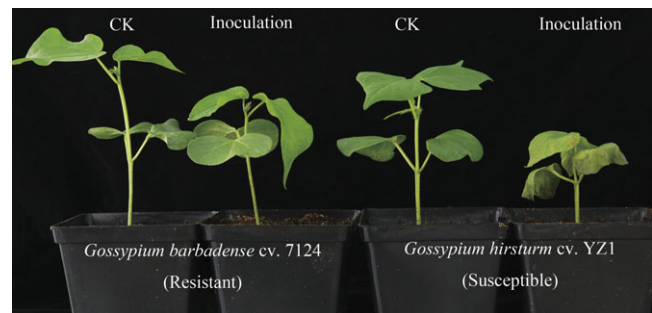 CK Inoculation CK Inoculation
Gossypium barbadense cv. 7124 Gossypium hirsturm cv. YZ1
(Resistant) (Susceptible)